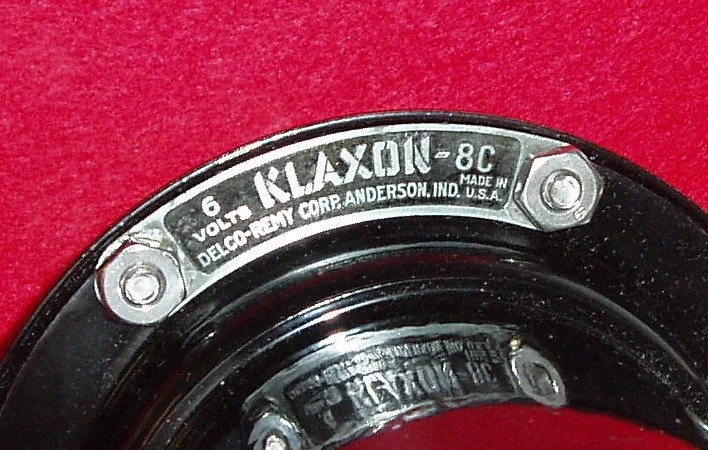 6 VOLTS KLAXON-8C
DELCO-REMY CORP. ANDERSON, IND. MADE IN U.S.A.